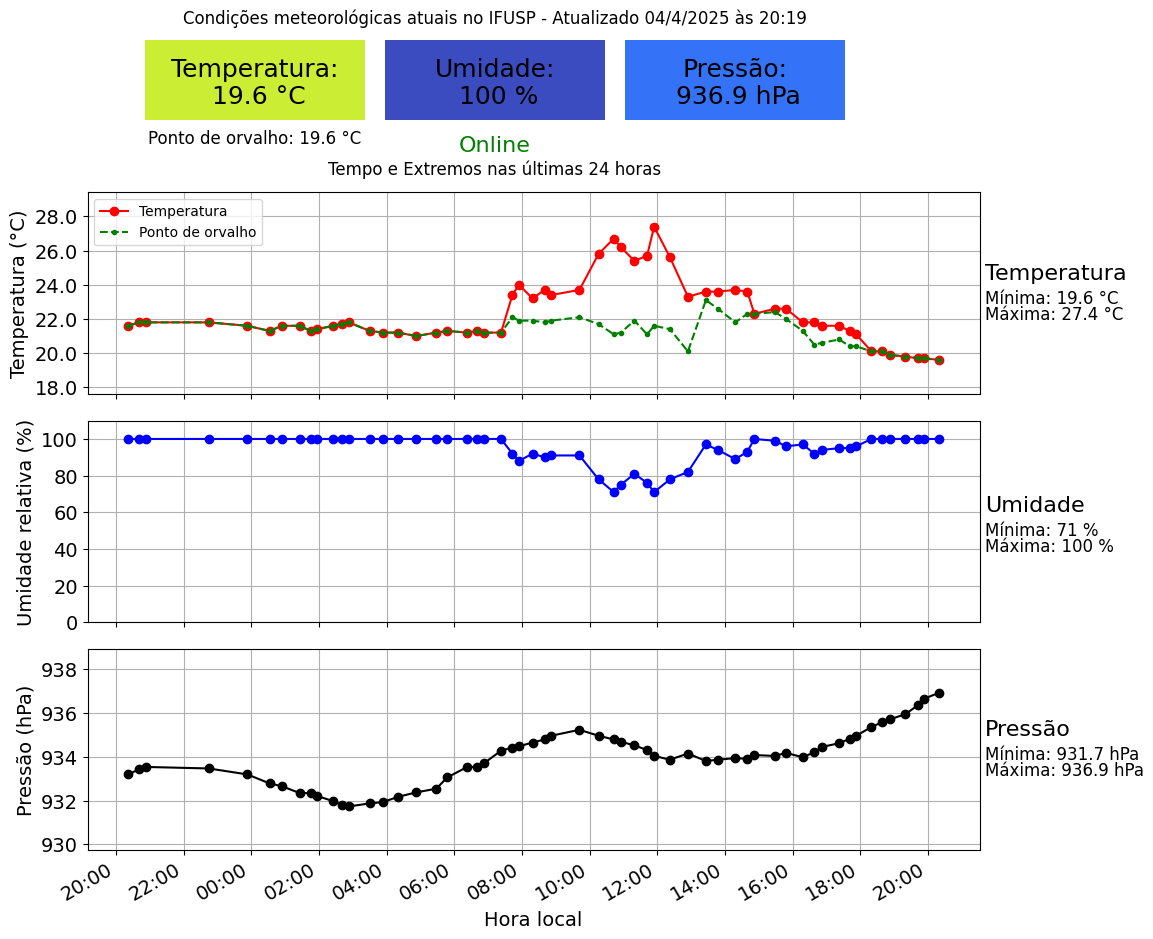 Condições meteorológicas atuais no IFUSP - Atualizado 04/4/2025 às 20:19
Temperatura:
19.6 °C
Umidade:
100 %
Pressão:
936.9 hPa
Ponto de orvalho: 19.6 °C
Online
Tempo e Extremos nas últimas 24 horas
Temperatura (°C)
28.0
26.0
24.0
22.0
20.0
18.0
Temperatura
Ponto de orvalho
Temperatura
Mínima: 19.6 °C
Máxima: 27.4 °C
Umidade relativa (%)
100
80
60
40
20
0
Umidade
Mínima: 71 %
Máxima: 100 %
Pressão (hPa)
938
936
934
932
930
Pressão
Mínima: 931.7 hPa
Máxima: 936.9 hPa
20:00
22:00
00:00
02:00
04:00
06:00
08:00
10:00
12:00
14:00
16:00
18:00
20:00
Hora local